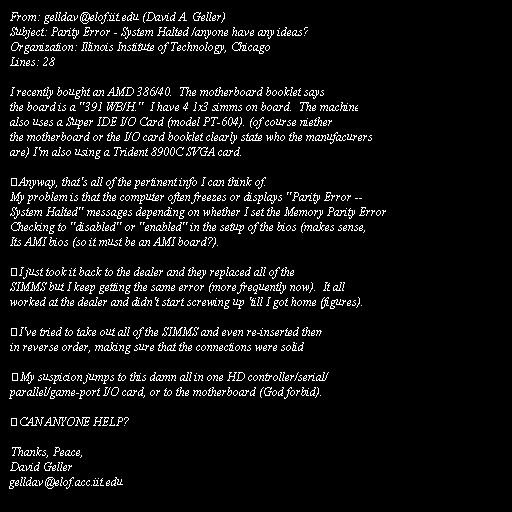 From: gelldav@elof.iit.edu (David A. Geller)
Subject: Parity Error - System Halted /anyone have any ideas?
Organization: Illinois Institute of Technology, Chicago
Lines: 28
I recently bought an AMD 386/40.  The motherboard booklet says
the board is a "391 WB/H."  I have 4 1x3 simms on board.  The machine
also uses a Super IDE I/O Card (model PT-604). (of course niether
the motherboard or the I/O card booklet clearly state who the manufacurers
are) I'm also using a Trident 8900C SVGA card.
Anyway, that's all of the pertinent info I can think of.
My problem is that the computer often freezes or displays "Parity Error --
System Halted" messages depending on whether I set the Memory Parity Error
Checking to "disabled" or "enabled" in the setup of the bios (makes sense,
Its AMI bios (so it must be an AMI board?).
I just took it back to the dealer and they replaced all of the
SIMMS but I keep getting the same error (more frequently now).  It all
worked at the dealer and didn't start screwing up 'till I got home (figures).
I've tried to take out all of the SIMMS and even re-inserted them
in reverse order, making sure that the connections were solid
My suspicion jumps to this damn all in one HD controller/serial/
parallel/game-port I/O card, or to the motherboard (God forbid).
CAN ANYONE HELP?
Thanks, Peace,
David Geller
gelldav@elof.acc.iit.edu